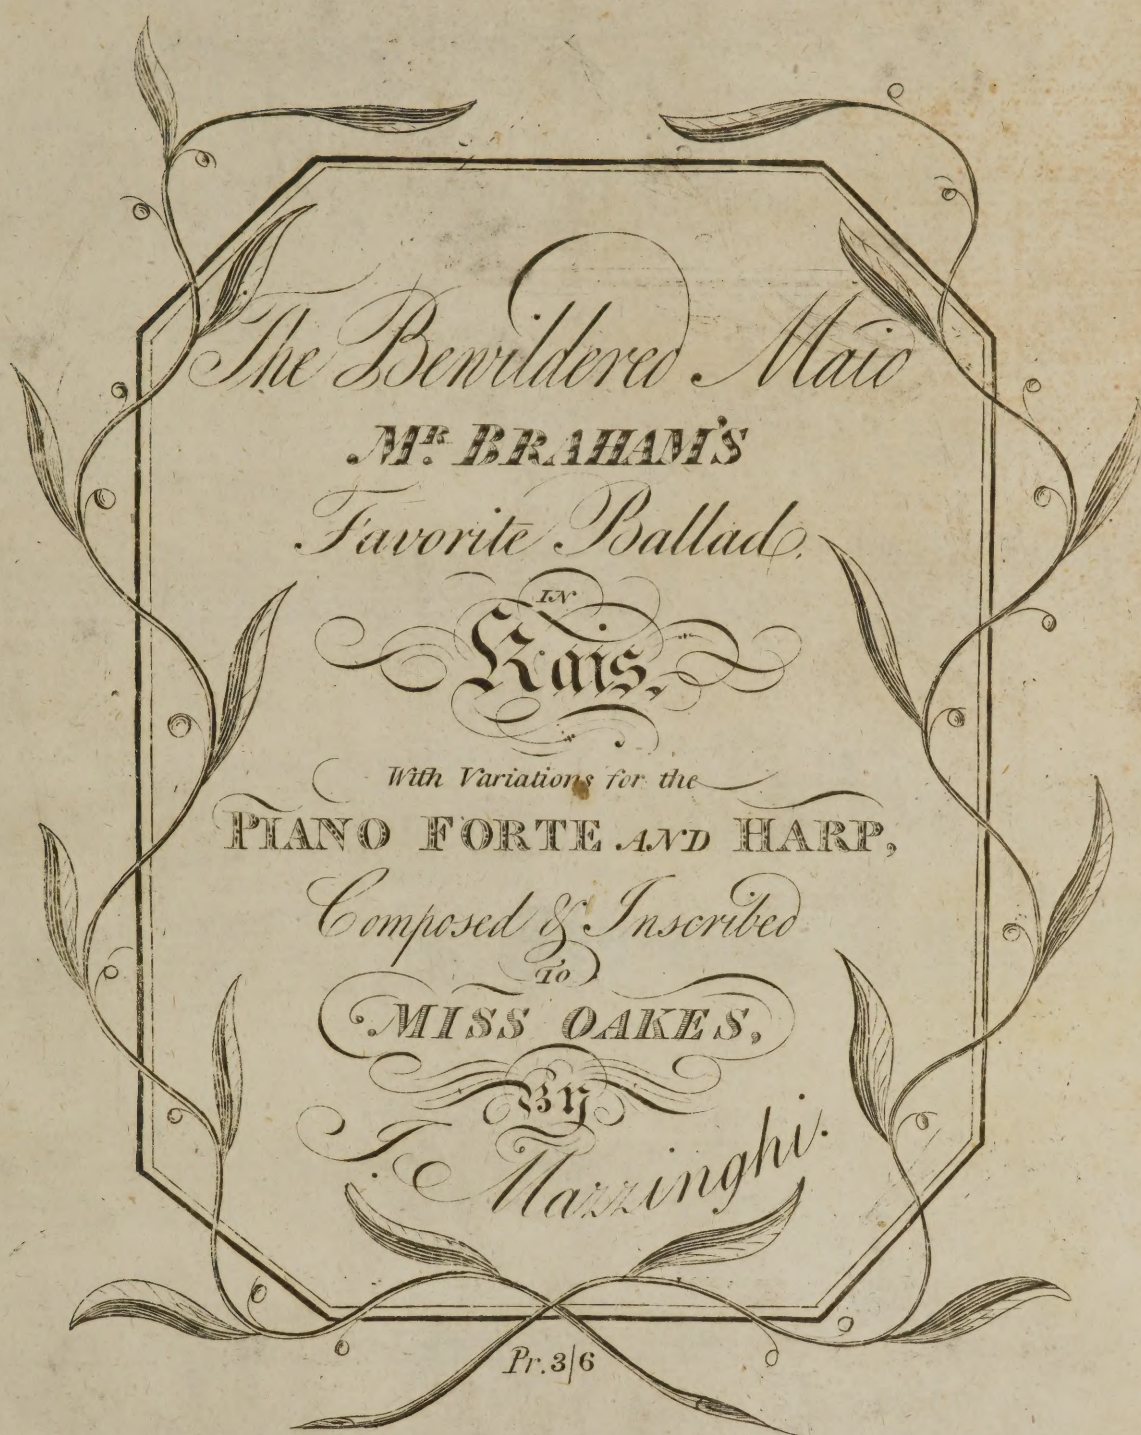 The Bewildered Maid
Mr. BRAHAM'S
Favorite Ballad.
IN
Kais,
With Variations for the
PIANO FORTE AND HARP,
Composed & Inscribed
TO
MISS OAKES,
By
J. Mazzinghi.
Pr. 3/6